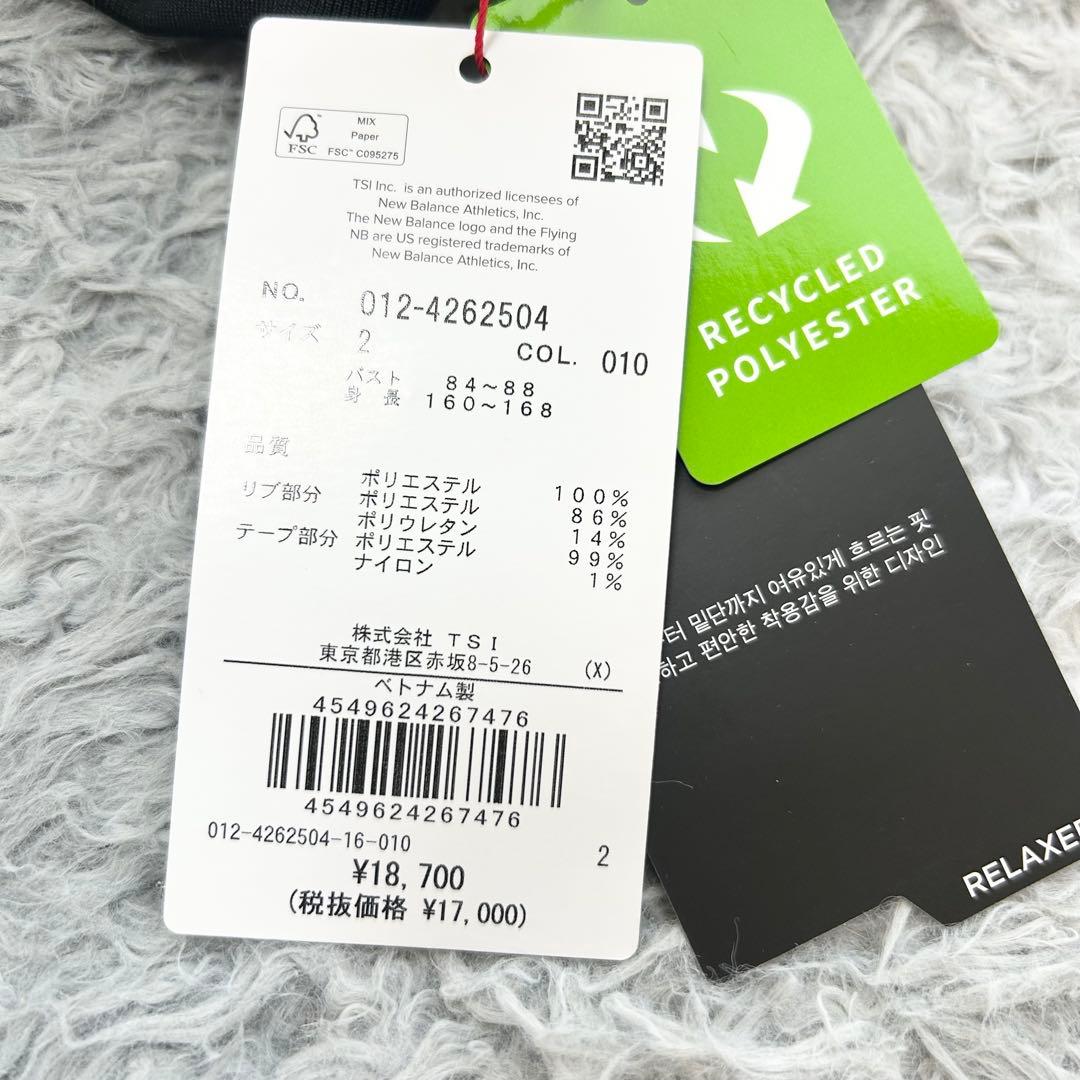 MIX
Paper
FSC
FSC™ C095275
TSI Inc. is an authorized licensees of
New Balance Athletics, Inc.
The New Balance logo and the Flying
NB are US registered trademarks of
New Balance Athletics, Inc.
NO. 012-4262504
サイズ 2 COL. 010
バスト 84~88
身長 160~168
品質
ポリエステル 100%
リブ部分 ポリエステル 86%
ポリウレタン 14%
テープ部分 ポリエステル 99%
ナイロン 1%
株式会社 TSI
東京都港区赤坂8-5-26 (X)
ベトナム製
4549624267476
4549624267476
012-4262504-16-010
2
¥18,700
(税抜価格 ¥17,000)
RECYCLED
POLYESTER
터 밑단까지 여유있게 흐르는 핏
하고 편안한 착용감을 위한 디자인
RELAXE